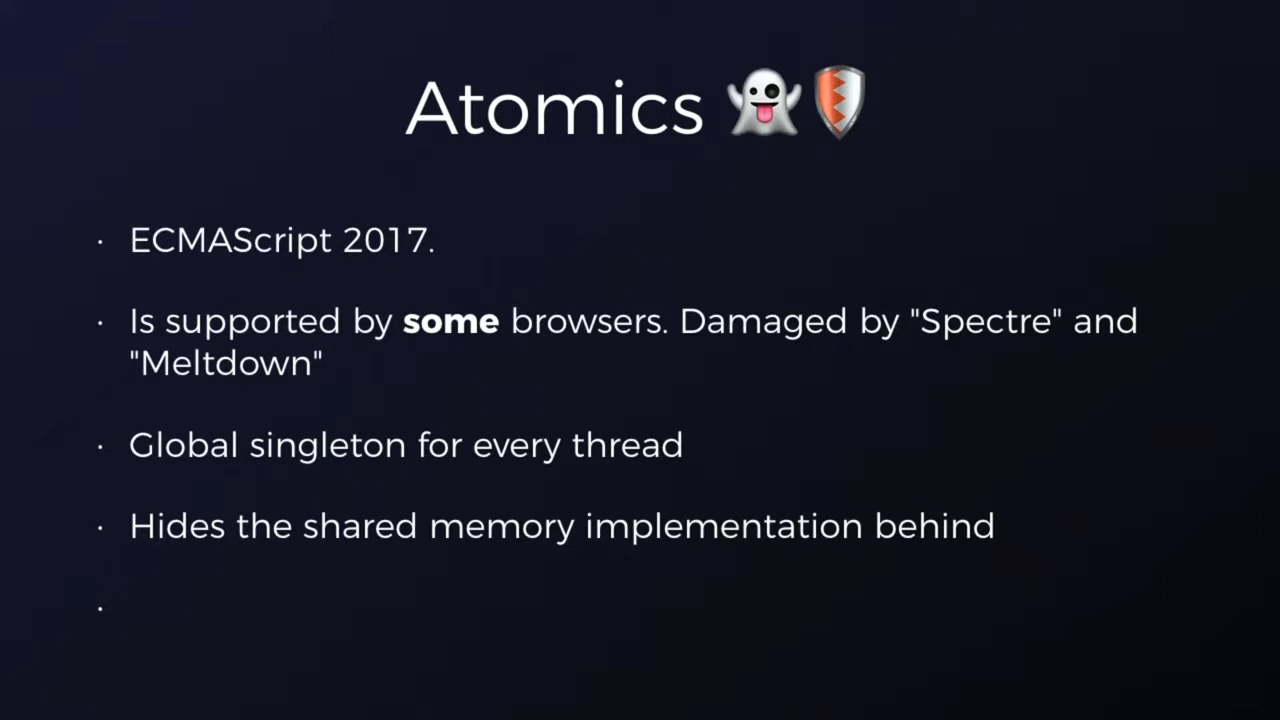 Atomics 👻🛡️
· ECMAScript 2017.
· Is supported by some browsers. Damaged by "Spectre" and
"Meltdown"
· Global singleton for every thread
· Hides the shared memory implementation behind
·